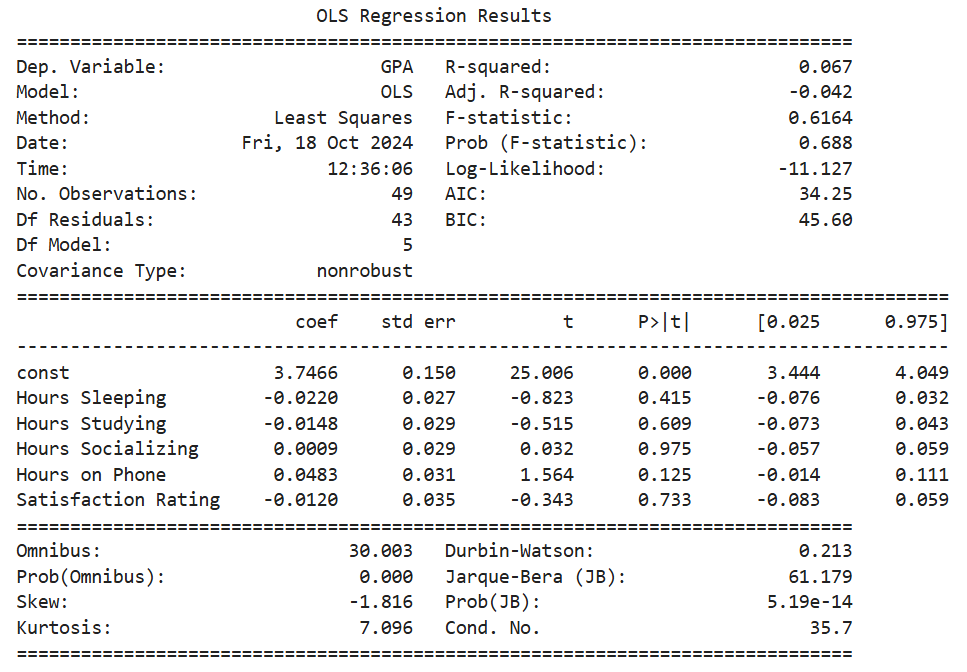 OLS Regression Results
==============================================================================
Dep. Variable:                    GPA   R-squared:                       0.067
Model:                            OLS   Adj. R-squared:                 -0.042
Method:                 Least Squares   F-statistic:                    0.6164
Date:                Fri, 18 Oct 2024   Prob (F-statistic):              0.688
Time:                        12:36:06   Log-Likelihood:                -11.127
No. Observations:                  49   AIC:                             34.25
Df Residuals:                      43   BIC:                             45.60
Df Model:                           5
Covariance Type:            nonrobust
=======================================================================================
                          coef    std err          t      P>|t|      [0.025      0.975]
---------------------------------------------------------------------------------------
const                   3.7466      0.150     25.006      0.000       3.444       4.049
Hours Sleeping         -0.0220      0.027     -0.823      0.415      -0.076       0.032
Hours Studying         -0.0148      0.029     -0.515      0.609      -0.073       0.043
Hours Socializing       0.0009      0.029      0.032      0.975      -0.057       0.059
Hours on Phone          0.0483      0.031      1.564      0.125      -0.014       0.111
Satisfaction Rating    -0.0120      0.035     -0.343      0.733      -0.083       0.059
==============================================================================
Omnibus:                       30.003   Durbin-Watson:                   0.213
Prob(Omnibus):                  0.000   Jarque-Bera (JB):               61.179
Skew:                          -1.816   Prob(JB):                     5.19e-14
Kurtosis:                       7.096   Cond. No.                         35.7
==============================================================================